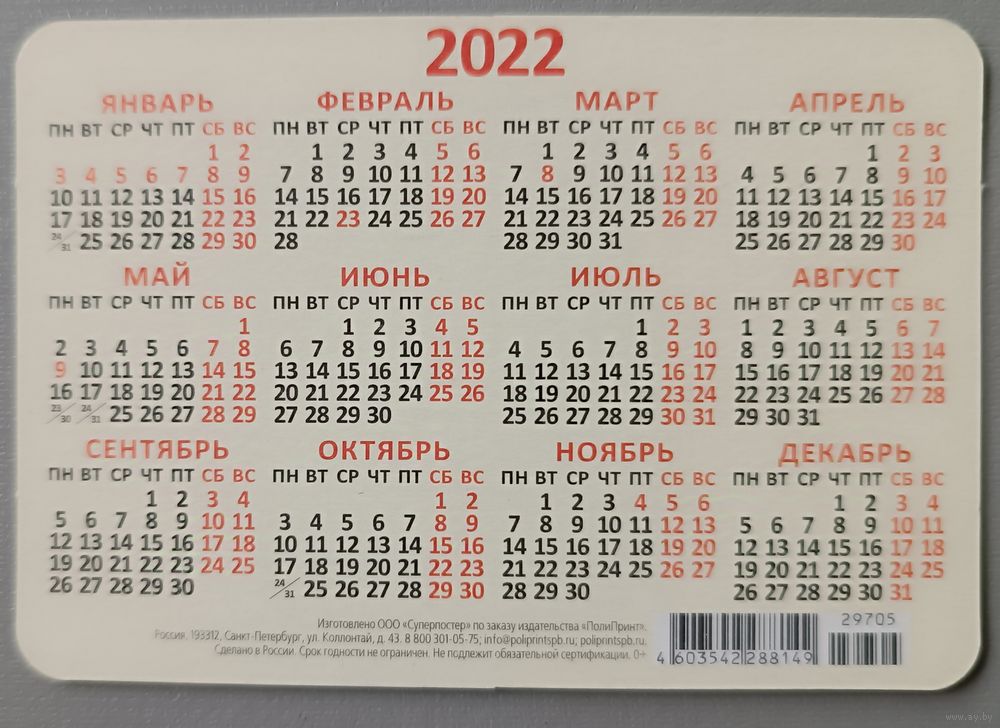 2022
ЯНВАРЬ ФЕВРАЛЬ МАРТ АПРЕЛЬ
ПН ВТ СР ЧТ ПТ СБ ВС ПН ВТ СР ЧТ ПТ СБ ВС ПН ВТ СР ЧТ ПТ СБ ВС ПН ВТ СР ЧТ ПТ СБ ВС
1 2 1 2 3 4 5 6 1 2 3 4 5 6 1 2 3
3 4 5 6 7 8 9 7 8 9 10 11 12 13 7 8 9 10 11 12 13 4 5 6 7 8 9 10
10 11 12 13 14 15 16 14 15 16 17 18 19 20 14 15 16 17 18 19 20 11 12 13 14 15 16 17
17 18 19 20 21 22 23 21 22 23 24 25 26 27 21 22 23 24 25 26 27 18 19 20 21 22 23 24
24/31 25 26 27 28 29 30 28 28 29 30 31 25 26 27 28 29 30
МАЙ ИЮНЬ ИЮЛЬ АВГУСТ
ПН ВТ СР ЧТ ПТ СБ ВС ПН ВТ СР ЧТ ПТ СБ ВС ПН ВТ СР ЧТ ПТ СБ ВС ПН ВТ СР ЧТ ПТ СБ ВС
1 1 2 3 4 5 1 2 3 1 2 3 4 5 6 7
2 3 4 5 6 7 8 6 7 8 9 10 11 12 4 5 6 7 8 9 10 8 9 10 11 12 13 14
9 10 11 12 13 14 15 13 14 15 16 17 18 19 11 12 13 14 15 16 17 15 16 17 18 19 20 21
16 17 18 19 20 21 22 20 21 22 23 24 25 26 18 19 20 21 22 23 24 22 23 24 25 26 27 28
23/30 24/31 25 26 27 28 29 27 28 29 30 25 26 27 28 29 30 31 29 30 31
СЕНТЯБРЬ ОКТЯБРЬ НОЯБРЬ ДЕКАБРЬ
ПН ВТ СР ЧТ ПТ СБ ВС ПН ВТ СР ЧТ ПТ СБ ВС ПН ВТ СР ЧТ ПТ СБ ВС ПН ВТ СР ЧТ ПТ СБ ВС
1 2 3 4 1 2 1 2 3 4 5 6 1 2 3 4
5 6 7 8 9 10 11 3 4 5 6 7 8 9 7 8 9 10 11 12 13 5 6 7 8 9 10 11
12 13 14 15 16 17 18 10 11 12 13 14 15 16 14 15 16 17 18 19 20 12 13 14 15 16 17 18
19 20 21 22 23 24 25 17 18 19 20 21 22 23 21 22 23 24 25 26 27 19 20 21 22 23 24 25
26 27 28 29 30 24/31 25 26 27 28 29 30 28 29 30 26 27 28 29 30 31
Изготовлено ООО «Суперпостер» по заказу издательства «ПолиПринт».
Россия, 193312, Санкт-Петербург, ул. Коллонтай, д. 43. 8 800 301-05-75; info@poliprintspb.ru; poliprintspb.ru.
Сделано в России. Срок годности не ограничен. Не подлежит обязательной сертификации. 0+
29705
4 603542 288149
www.ay.by